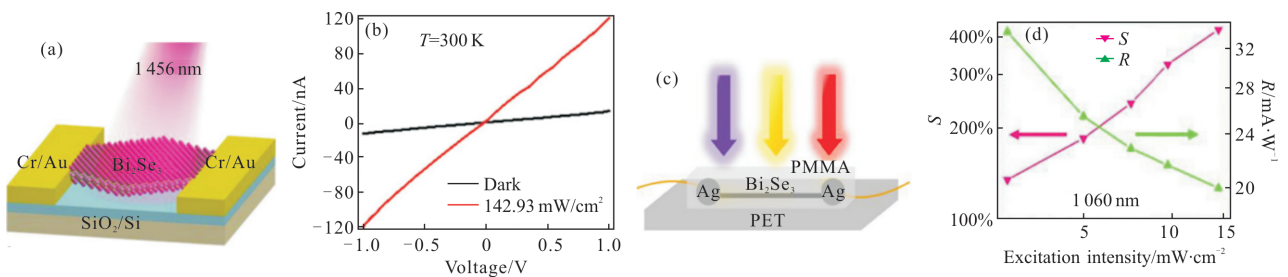 (a)
1 456 nm
Cr/Au
Bi₂Se₃
Cr/Au
SiO₂/Si
(b)
T=300 K
Current/nA
120
80
40
0
−40
−80
−120
Dark
142.93 mW/cm²
−1.0
−0.5
0
0.5
1.0
Voltage/V
(c)
PMMA
Ag
Bi₂Se₃
Ag
PET
(d)
S
R
S
400%
300%
200%
100%
R/mA·W⁻¹
32
28
24
20
1 060 nm
5
10
15
Excitation intensity/mW·cm⁻²